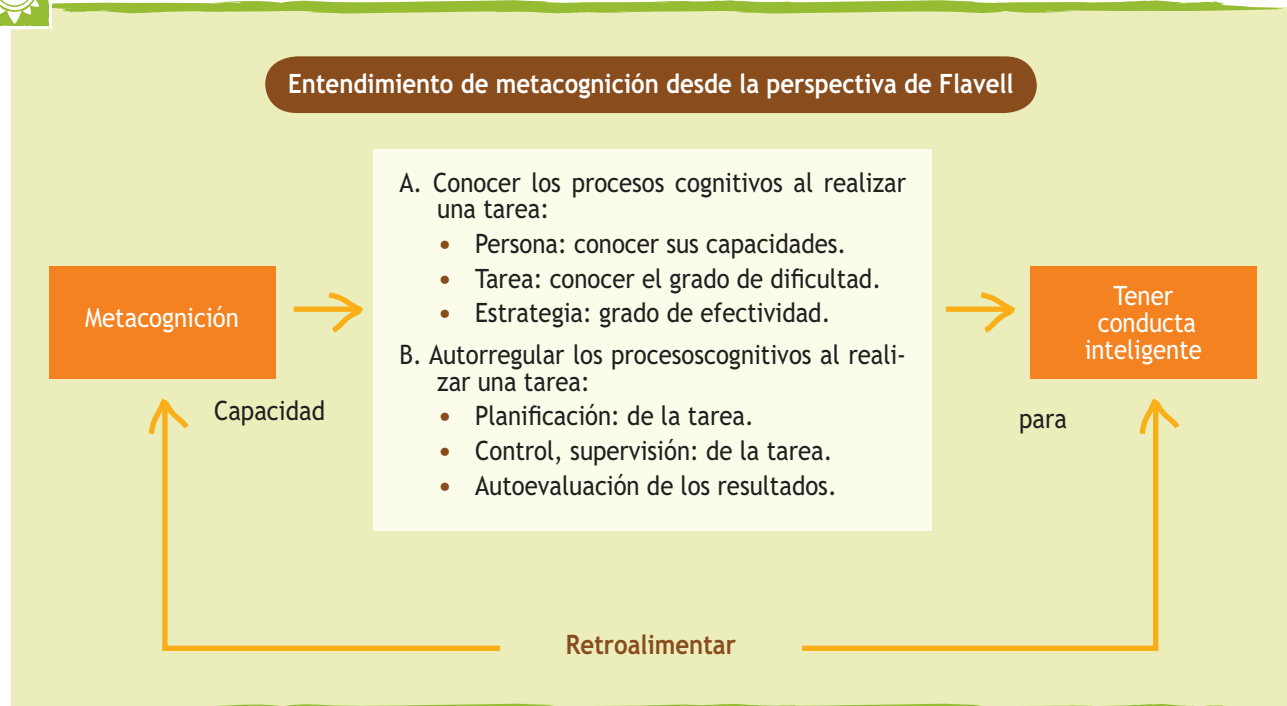 Entendimiento de metacognición desde la perspectiva de Flavell
A. Conocer los procesos cognitivos al realizar
una tarea:
• Persona: conocer sus capacidades.
• Tarea: conocer el grado de dificultad.
• Estrategia: grado de efectividad.
B. Autorregular los procesoscognitivos al reali-
zar una tarea:
• Planificación: de la tarea.
• Control, supervisión: de la tarea.
• Autoevaluación de los resultados.
Metacognición
Capacidad
Tener
conducta
inteligente
para
Retroalimentar